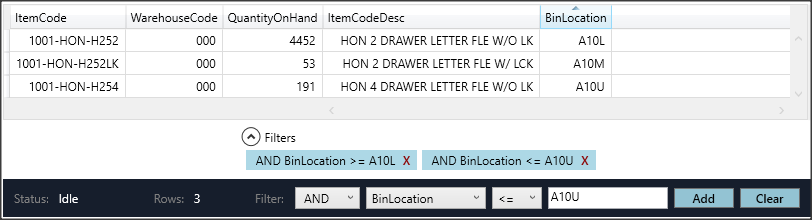 ItemCode WarehouseCode QuantityOnHand ItemCodeDesc BinLocation
1001-HON-H252 000 4452 HON 2 DRAWER LETTER FLE W/O LK A10L
1001-HON-H252LK 000 53 HON 2 DRAWER LETTER FLE W/ LCK A10M
1001-HON-H254 000 191 HON 4 DRAWER LETTER FLE W/O LK A10U
Filters
AND BinLocation >= A10L X AND BinLocation <= A10U X
Status: Idle Rows: 3 Filter: AND BinLocation <= A10U Add Clear